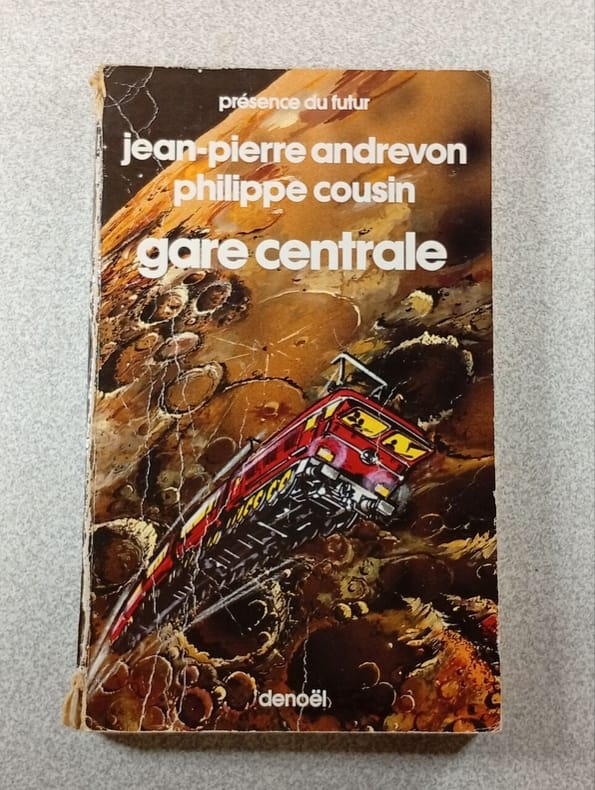 présence du futur
jean-pierre andrevon
philippe cousin
gare centrale
denoël